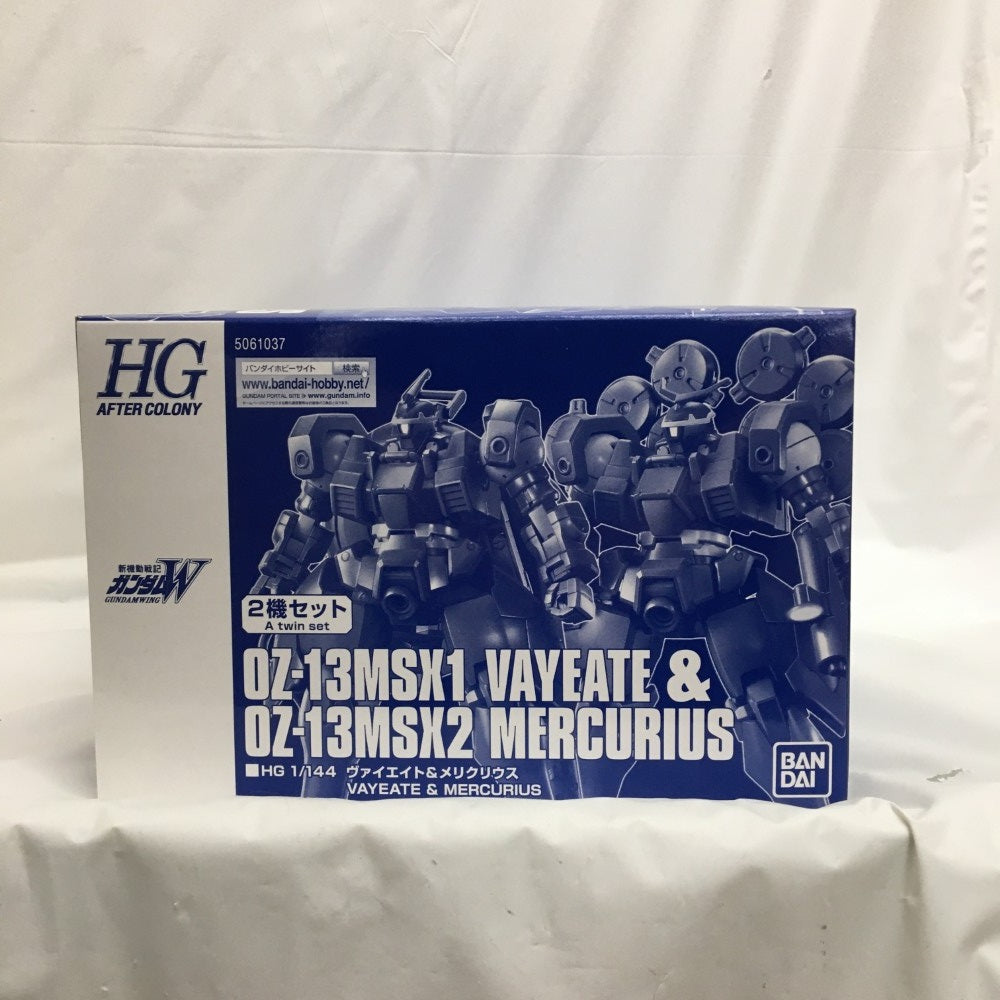 HG
AFTER COLONY
新機動戦記
ガンダムW
GUNDAMWING
5061037
バンダイホビーサイト 検索
www.bandai-hobby.net/
GUNDAM PORTAL SITE www.gundam.info
2機セット
A twin set
OZ-13MSX1 VAYEATE &
OZ-13MSX2 MERCURIUS
■HG 1/144 ヴァイエイト&メリクリウス
VAYEATE & MERCURIUS
BAN
DAI